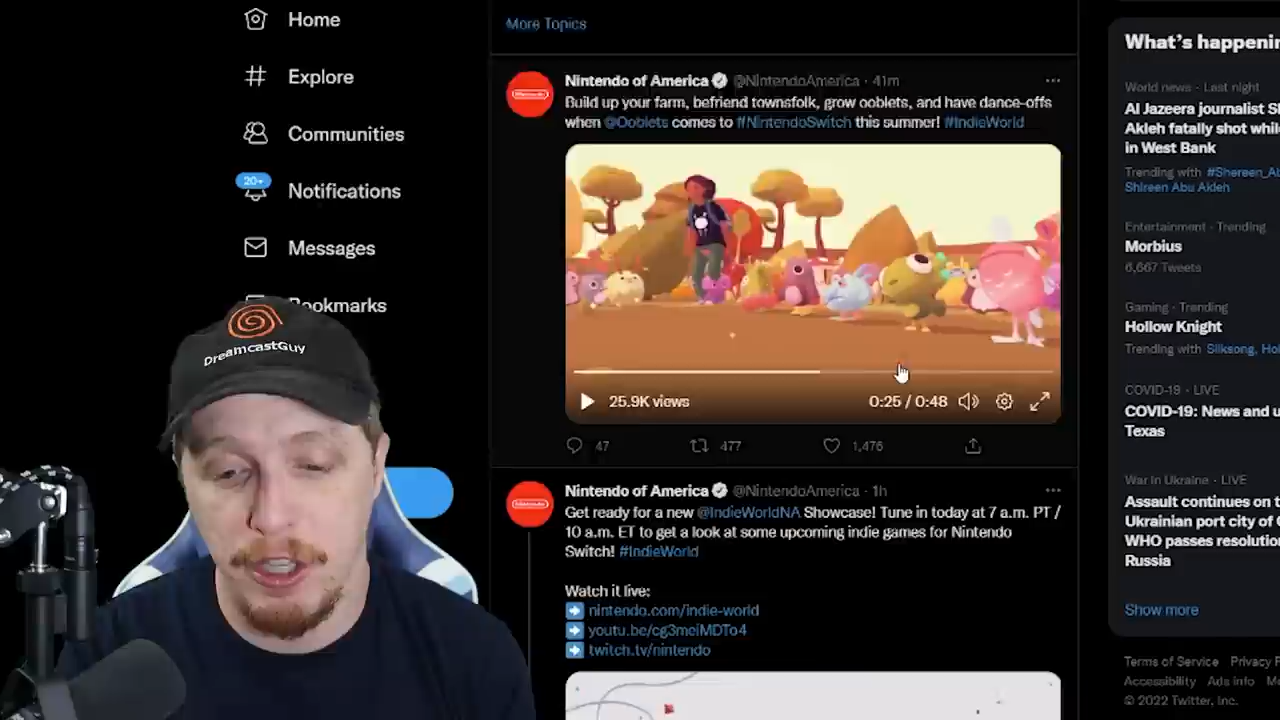 Home
Explore
Communities
20+
Notifications
Messages
Bookmarks
DreamcastGuy
More Topics
Nintendo of America @NintendoAmerica · 41m
Build up your farm, befriend townsfolk, grow ooblets, and have dance-offs
when @Ooblets comes to #NintendoSwitch this summer! #IndieWorld
25.9K views
0:25 / 0:48
47
477
1,476
Nintendo of America @NintendoAmerica · 1h
Get ready for a new @IndieWorldNA Showcase! Tune in today at 7 a.m. PT /
10 a.m. ET to get a look at some upcoming indie games for Nintendo
Switch! #IndieWorld
Watch it live:
nintendo.com/indie-world
youtu.be/cg3meiMDTo4
twitch.tv/nintendo
What's happenin
World news · Last night
Al Jazeera journalist S
Akleh fatally shot while
in West Bank
Trending with #Shereen_A
Shireen Abu Akleh
Entertainment · Trending
Morbius
6,667 Tweets
Gaming · Trending
Hollow Knight
Trending with Silksong, Hol
COVID-19 · LIVE
COVID-19: News and u
Texas
War in Ukraine · LIVE
Assault continues on t
Ukrainian port city of
WHO passes resolution
Russia
Show more
Terms of Service Privacy P
Accessibility Ads info M
© 2022 Twitter, Inc.